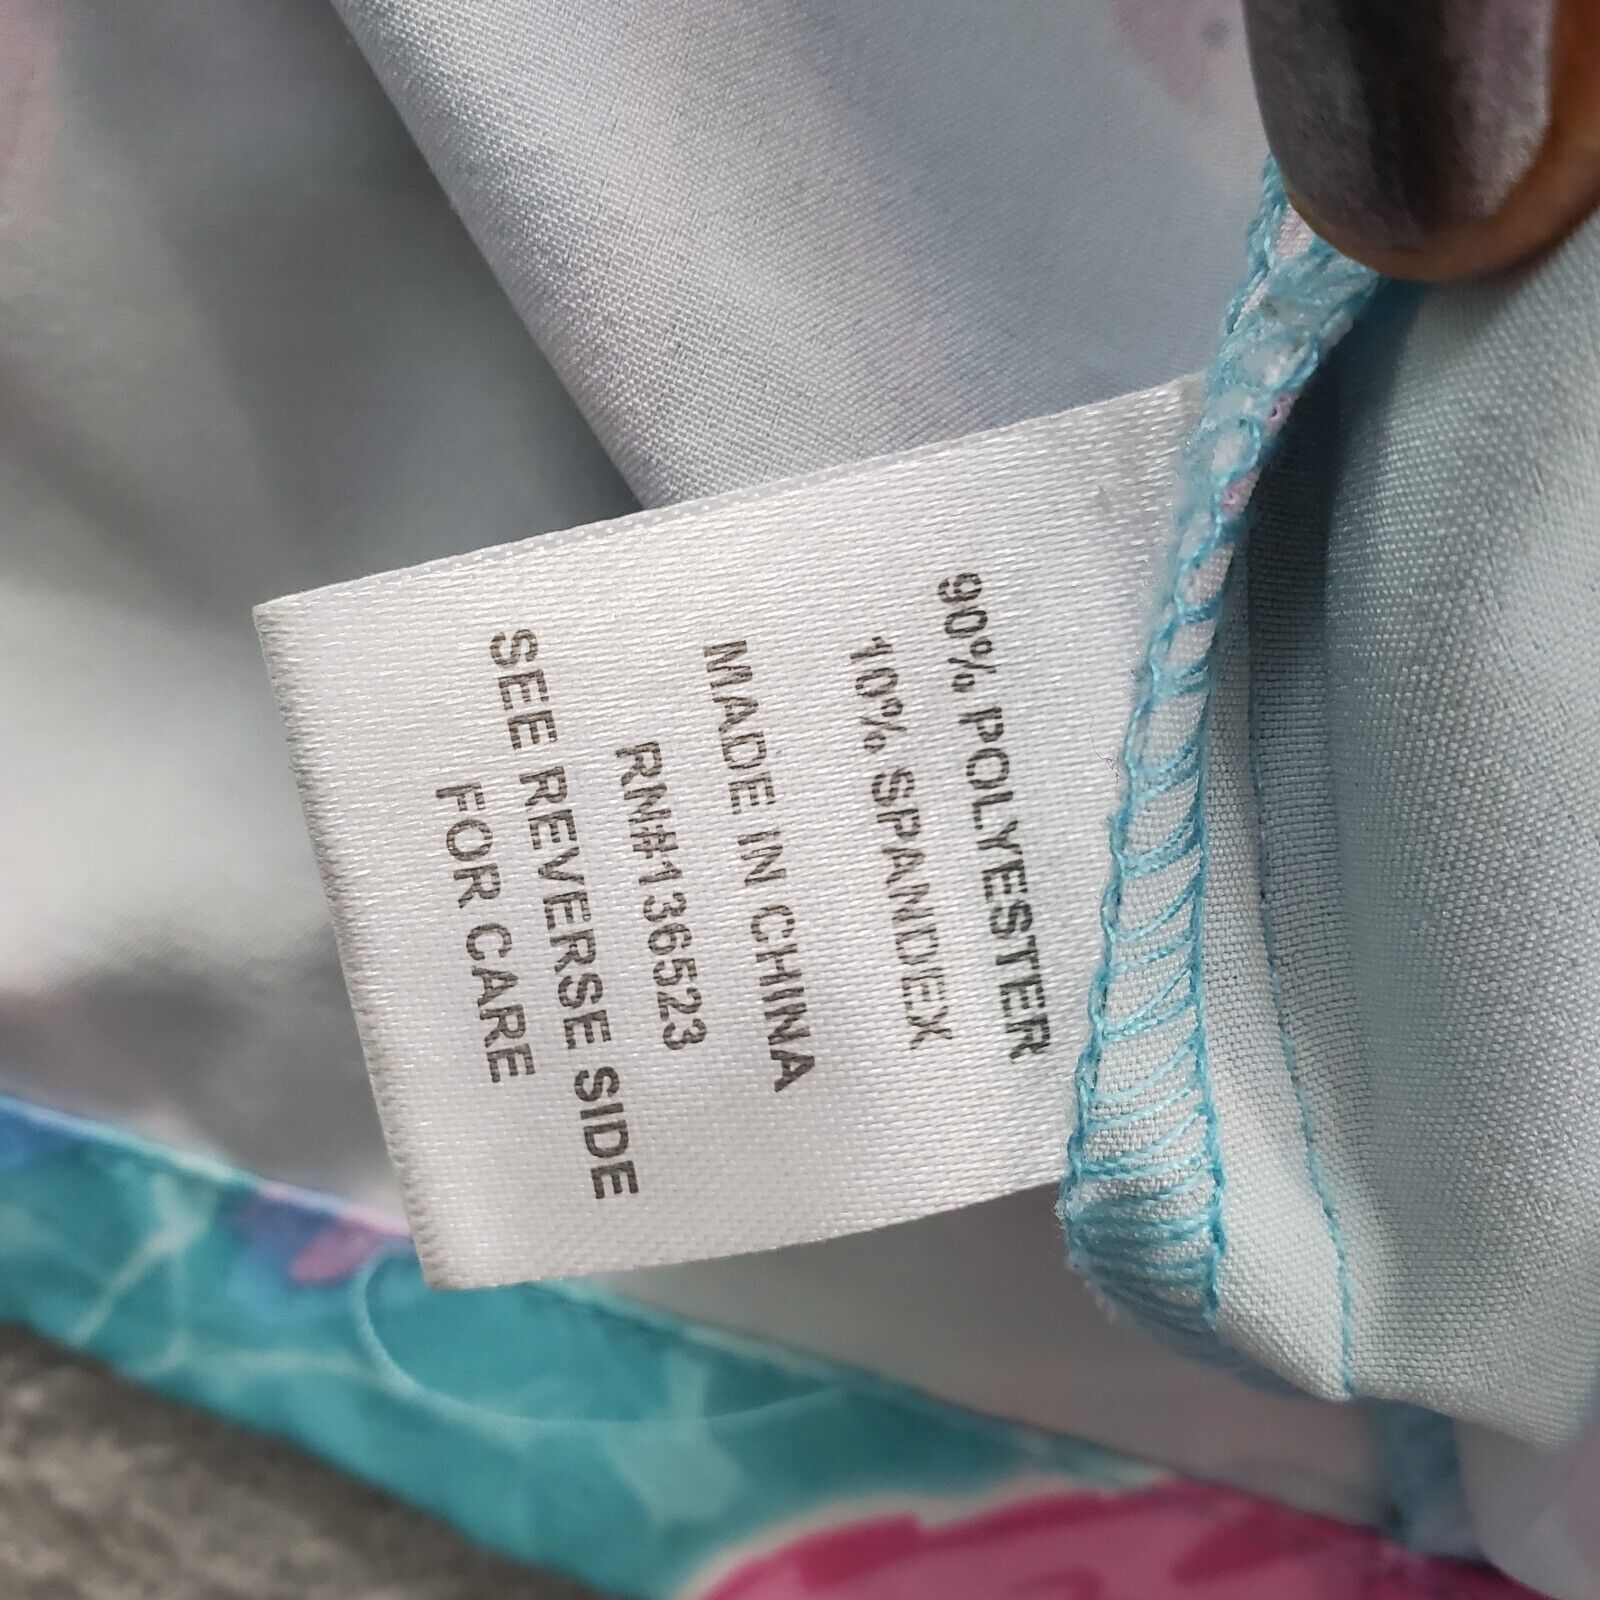 90% POLYESTER
10% SPANDEX
MADE IN CHINA
RN#136523
SEE REVERSE SIDE
FOR CARE